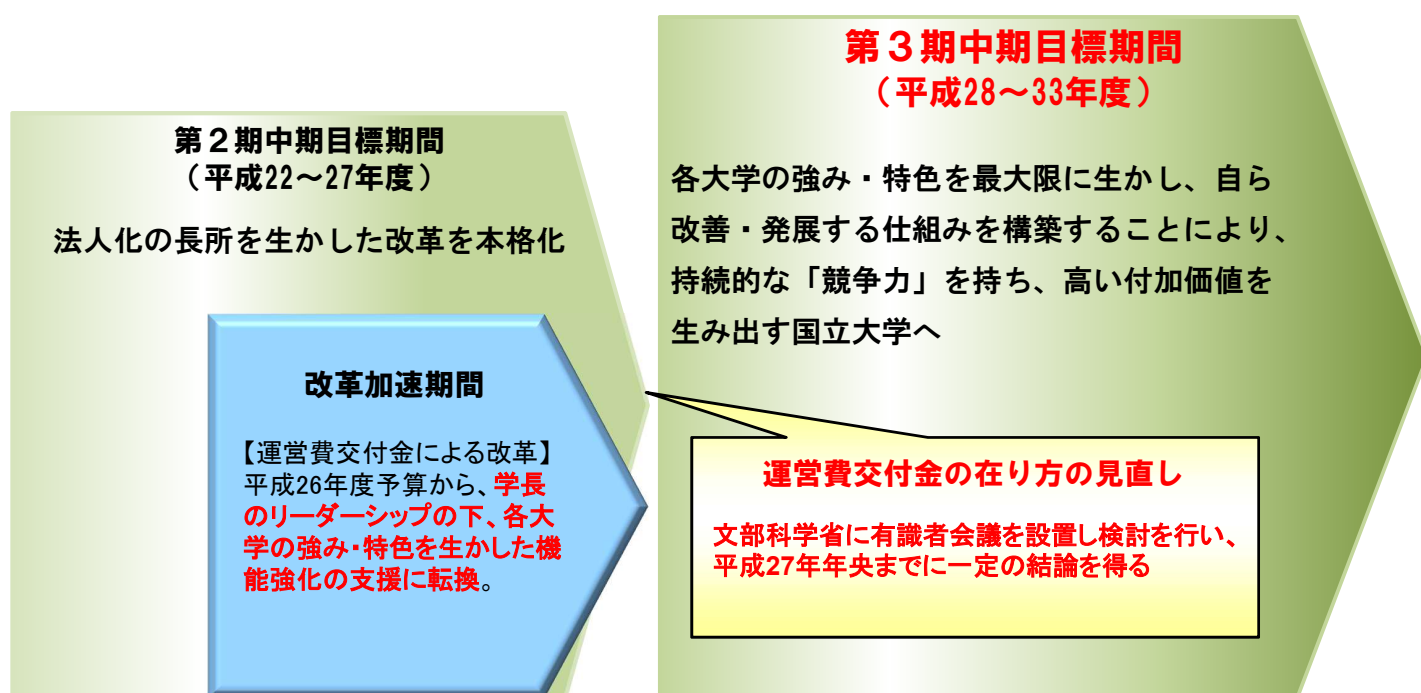 第２期中期目標期間
（平成22～27年度）
法人化の長所を生かした改革を本格化
改革加速期間
【運営費交付金による改革】
平成26年度予算から、学長
のリーダーシップの下、各大
学の強み・特色を生かした機
能強化の支援に転換。
第３期中期目標期間
（平成28～33年度）
各大学の強み・特色を最大限に生かし、自ら
改善・発展する仕組みを構築することにより、
持続的な「競争力」を持ち、高い付加価値を
生み出す国立大学へ
運営費交付金の在り方の見直し
文部科学省に有識者会議を設置し検討を行い、
平成27年年央までに一定の結論を得る